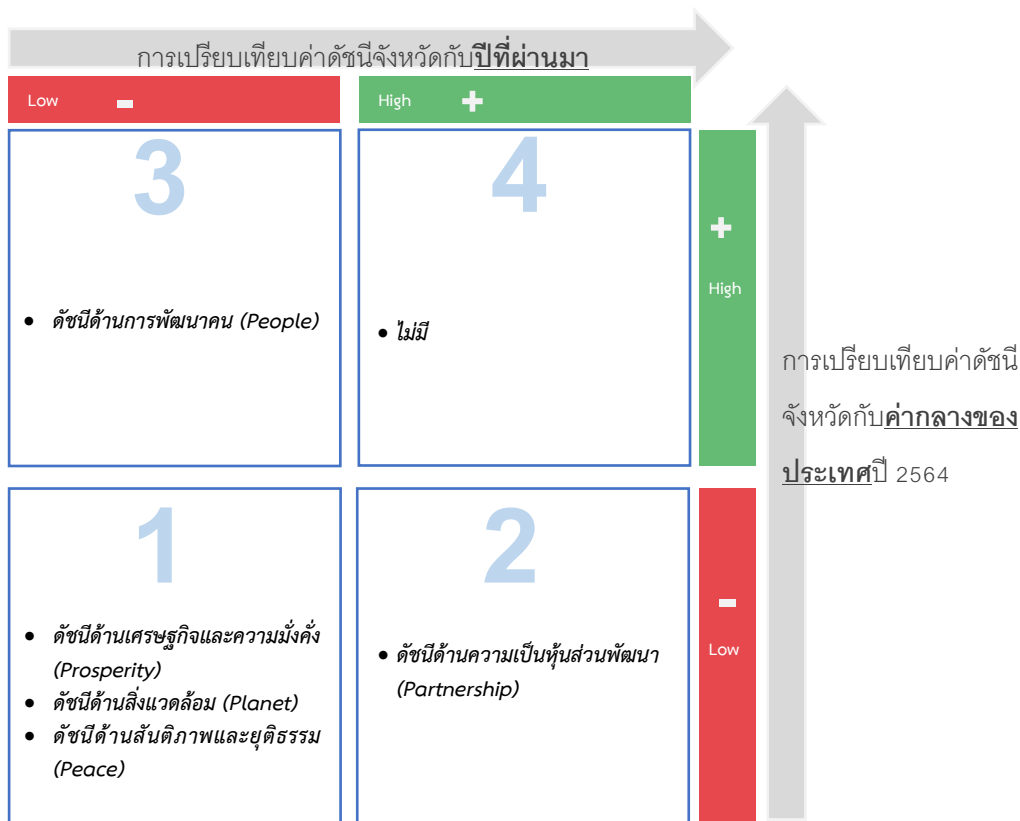 การเปรียบเทียบค่าดัชนีจังหวัดกับปีที่ผ่านมา
Low -
High +
3
• ดัชนีด้านการพัฒนาคน (People)
4
• ไม่มี
+
High
การเปรียบเทียบค่าดัชนี
จังหวัดกับค่ากลางของ
ประเทศปี 2564
1
• ดัชนีด้านเศรษฐกิจและความมั่งคั่ง
(Prosperity)
• ดัชนีด้านสิ่งแวดล้อม (Planet)
• ดัชนีด้านสันติภาพและยุติธรรม
(Peace)
2
• ดัชนีด้านความเป็นหุ้นส่วนพัฒนา
(Partnership)
-
Low